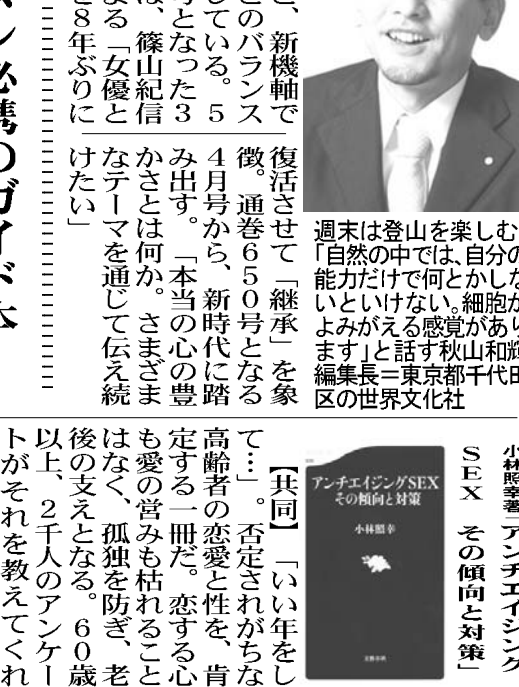 週末は登山を楽しむ
「自然の中では、自分の
能力だけで何とかしな
いといけない。細胞が
よみがえる感覚があり
ます」と話す秋山和輝
編集長＝東京都千代田
区の世界文化社
、新機軸で
のバランス
している。５
となった３
、篠山紀信
る「女優と
８年ぶりに
復活させて「継承」を象
徴。通巻６５０号となる
４月号から、新時代に踏
み出す。「本当の心の豊
かさとは何か。さまざま
なテーマを通じて伝え続
けたい」
必携のガイド本
小林照幸著「アンチエイジング
ＳＥＸ　その傾向と対策」
アンチエイジングSEX
その傾向と対策
小林照幸
文藝春秋
【共同】　「いい年をし
て…」。否定されがちな
高齢者の恋愛と性を、肯
定する一冊だ。恋する心
も愛の営みも枯れること
はなく、孤独を防ぎ、老
後の支えとなる。６０歳
以上、２千人のアンケー
トがそれを教えてくれ